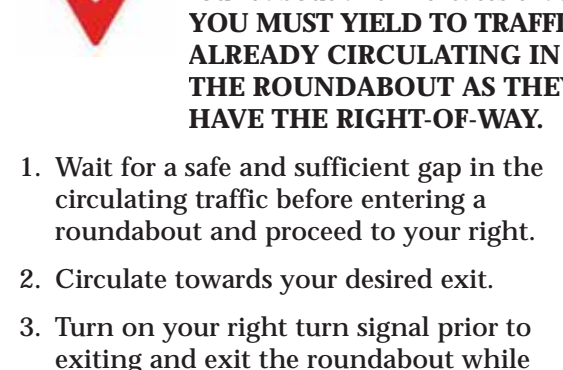 YOU MUST YIELD TO
ALREADY CIRCULATING IN
THE ROUNDABOUT AS
HAVE THE RIGHT-OF-WAY.
1. Wait for a safe and sufficient gap in the
circulating traffic before entering a
roundabout and proceed to your right.
2. Circulate towards your desired exit.
3. Turn on your right turn signal prior to
exiting and exit the roundabout while